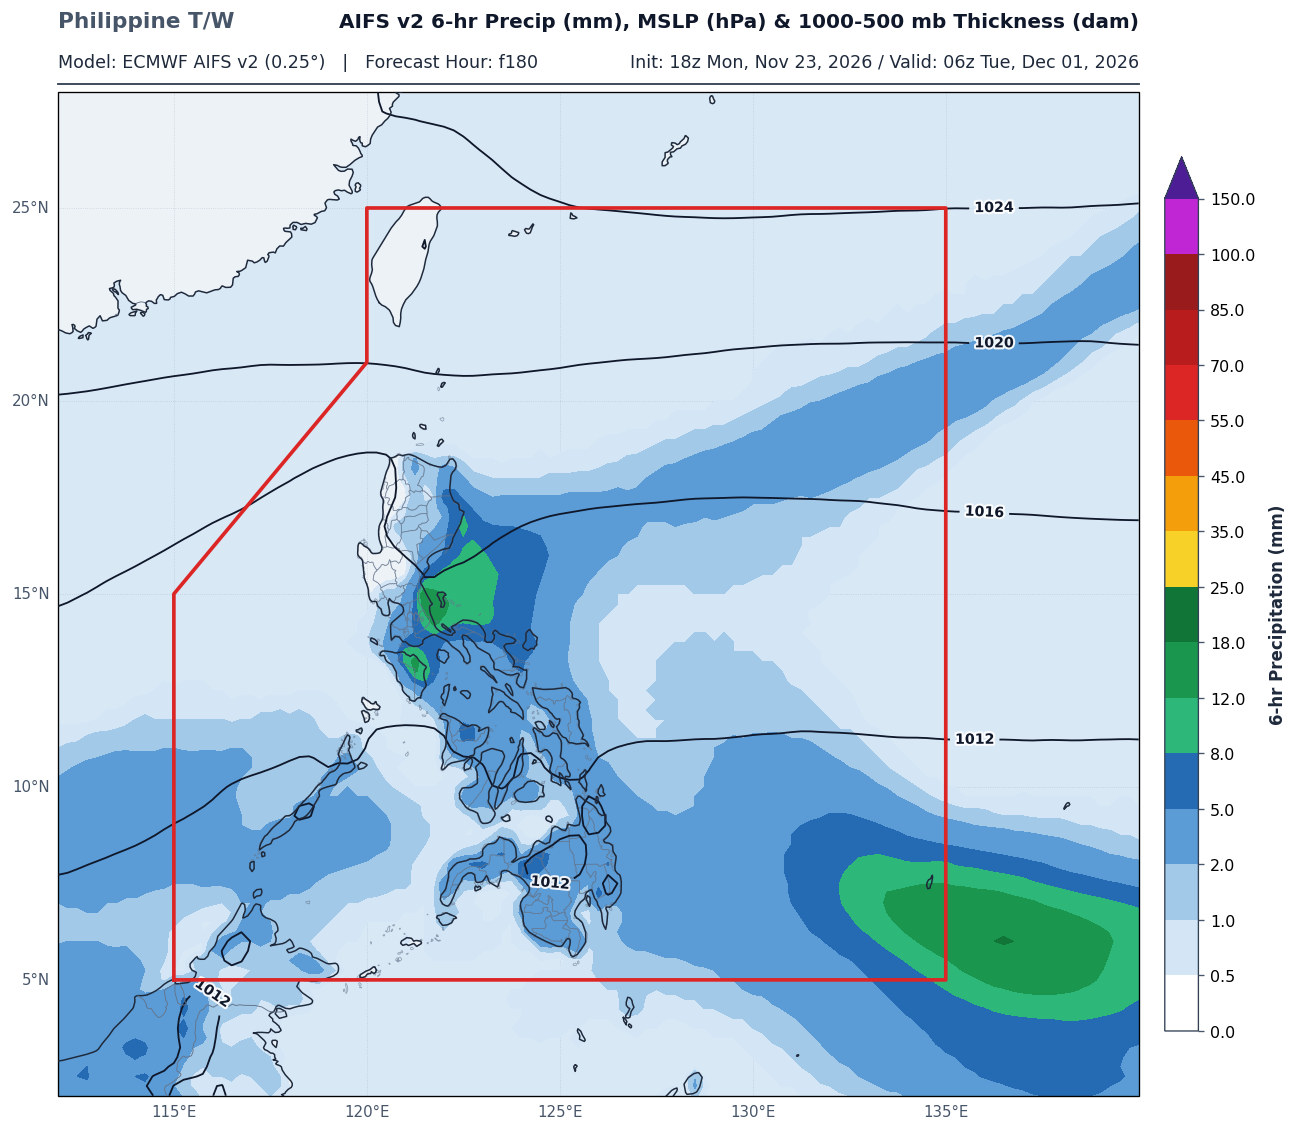 Philippine T/W
AIFS v2 6-hr Precip (mm), MSLP (hPa) & 1000-500 mb Thickness (dam)
Model: ECMWF AIFS v2 (0.25°) | Forecast Hour: f180
Init: 18z Mon, Nov 23, 2026 / Valid: 06z Tue, Dec 01, 2026
25°N
20°N
15°N
10°N
5°N
115°E
120°E
125°E
130°E
135°E
1024
1020
1016
1012
1012
1012
150.0
100.0
85.0
70.0
55.0
45.0
35.0
25.0
18.0
12.0
8.0
5.0
2.0
1.0
0.5
0.0
6-hr Precipitation (mm)